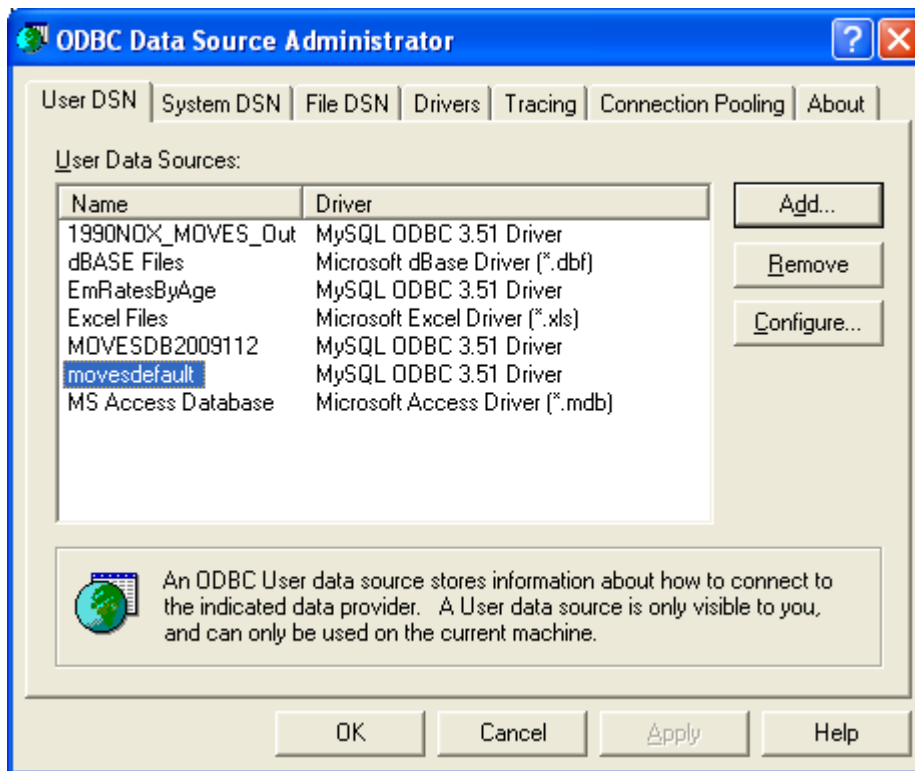 ODBC Data Source Administrator
User DSN System DSN File DSN Drivers Tracing Connection Pooling About
User Data Sources:
Name Driver
1990NOX_MOVES_Out MySQL ODBC 3.51 Driver
dBASE Files Microsoft dBase Driver (*.dbf)
EmRatesByAge MySQL ODBC 3.51 Driver
Excel Files Microsoft Excel Driver (*.xls)
MOVESDB2009112 MySQL ODBC 3.51 Driver
movesdefault MySQL ODBC 3.51 Driver
MS Access Database Microsoft Access Driver (*.mdb)
Add...
Remove
Configure...
An ODBC User data source stores information about how to connect to
the indicated data provider. A User data source is only visible to you,
and can only be used on the current machine.
OK Cancel Apply Help